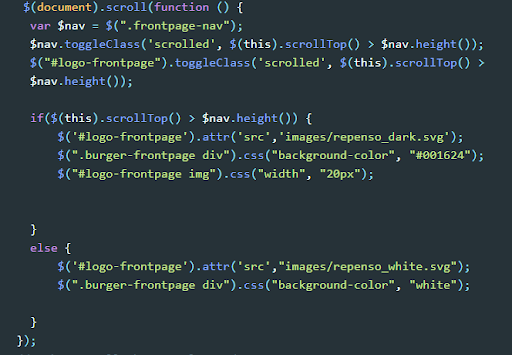 $(document).scroll(function () {
var $nav = $(".frontpage-nav");
$nav.toggleClass('scrolled', $(this).scrollTop() > $nav.height());
$("#logo-frontpage").toggleClass('scrolled', $(this).scrollTop() >
$nav.height());
if($(this).scrollTop() > $nav.height()) {
$('#logo-frontpage').attr('src','images/repenso_dark.svg');
$(".burger-frontpage div").css("background-color", "#001624");
$("#logo-frontpage img").css("width", "20px");
}
else {
$('#logo-frontpage').attr('src',"images/repenso_white.svg");
$(".burger-frontpage div").css("background-color", "white");
}
});